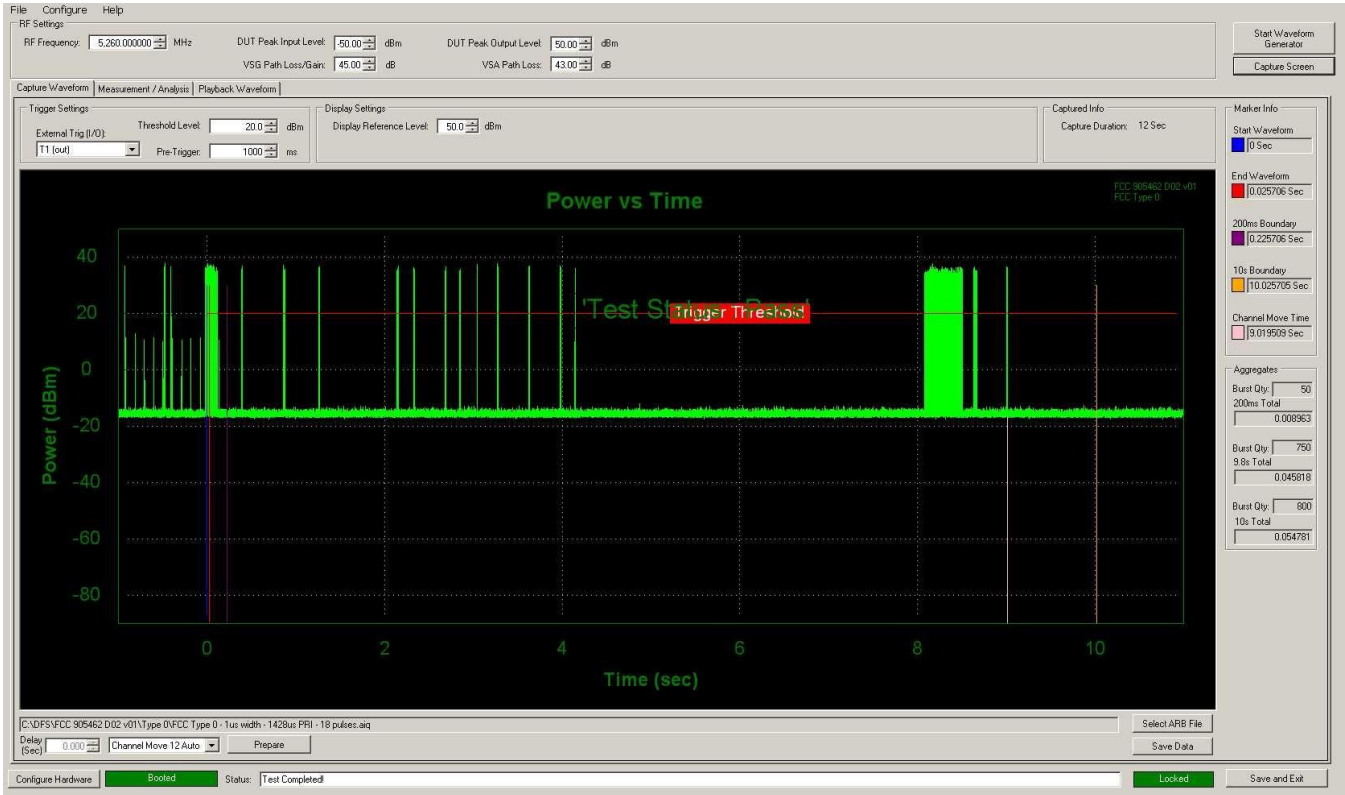 File Configure Help
RF Settings
RF Frequency: 5,260.000000 MHz DUT Peak Input Level: -50.00 dBm DUT Peak Output Level: 50.00 dBm
VSG Path Loss/Gain: 45.00 dB VSA Path Loss: 43.00 dB
Start Waveform Generator
Capture Screen
Capture Waveform Measurement / Analysis Playback Waveform
Trigger Settings
External Trig (I/O):
T1 (out)
Threshold Level: 20.0 dBm
Pre-Trigger: 1000 ms
Display Settings
Display Reference Level: 50.0 dBm
Captured Info
Capture Duration: 12 Sec
Marker Info
Start Waveform
0 Sec
End Waveform
0.025706 Sec
200ms Boundary
0.225706 Sec
10s Boundary
10.025705 Sec
Channel Move Time
9.019509 Sec
Aggregates
Burst Qty: 50
200ms Total
0.008963
Burst Qty: 750
9.8s Total
0.045818
Burst Qty: 800
10s Total
0.054781
Power vs Time
FCC 905462 D02 v01
FCC Type 0
'Test
Trigger Threshold
Power (dBm)
40
20
0
-20
-40
-60
-80
0 2 4 6 8 10
Time (sec)
C:\DFS\FCC 905462 D02 v01\Type 0\FCC Type 0 - 1us width - 1428us PRI - 18 pulses.aiq
Select ARB File
Delay (Sec) 0.000 Channel Move 12 Auto Prepare
Save Data
Configure Hardware Booted Status: Test Completed! Locked Save and Exit